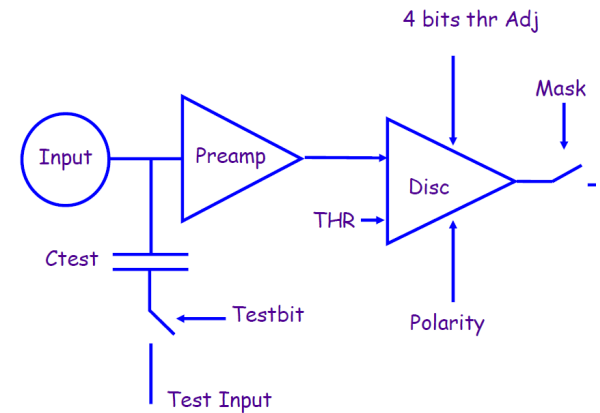 4 bits thr Adj
Mask
Input
Preamp
Disc
THR
Ctest
Testbit
Polarity
Test Input